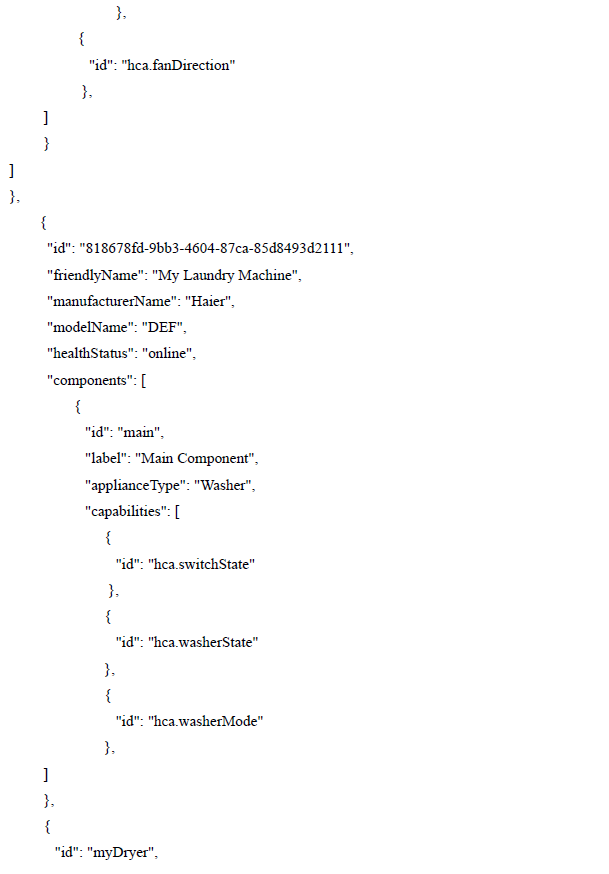 },
{
"id": "hca.fanDirection"
},
]
}
]
},
{
"id": "818678fd-9bb3-4604-87ca-85d8493d2111",
"friendlyName": "My Laundry Machine",
"manufacturerName": "Haier",
"modelName": "DEF",
"healthStatus": "online",
"components": [
{
"id": "main",
"label": "Main Component",
"applianceType": "Washer",
"capabilities": [
{
"id": "hca.switchState"
},
{
"id": "hca.washerState"
},
{
"id": "hca.washerMode"
},
]
},
{
"id": "myDryer",